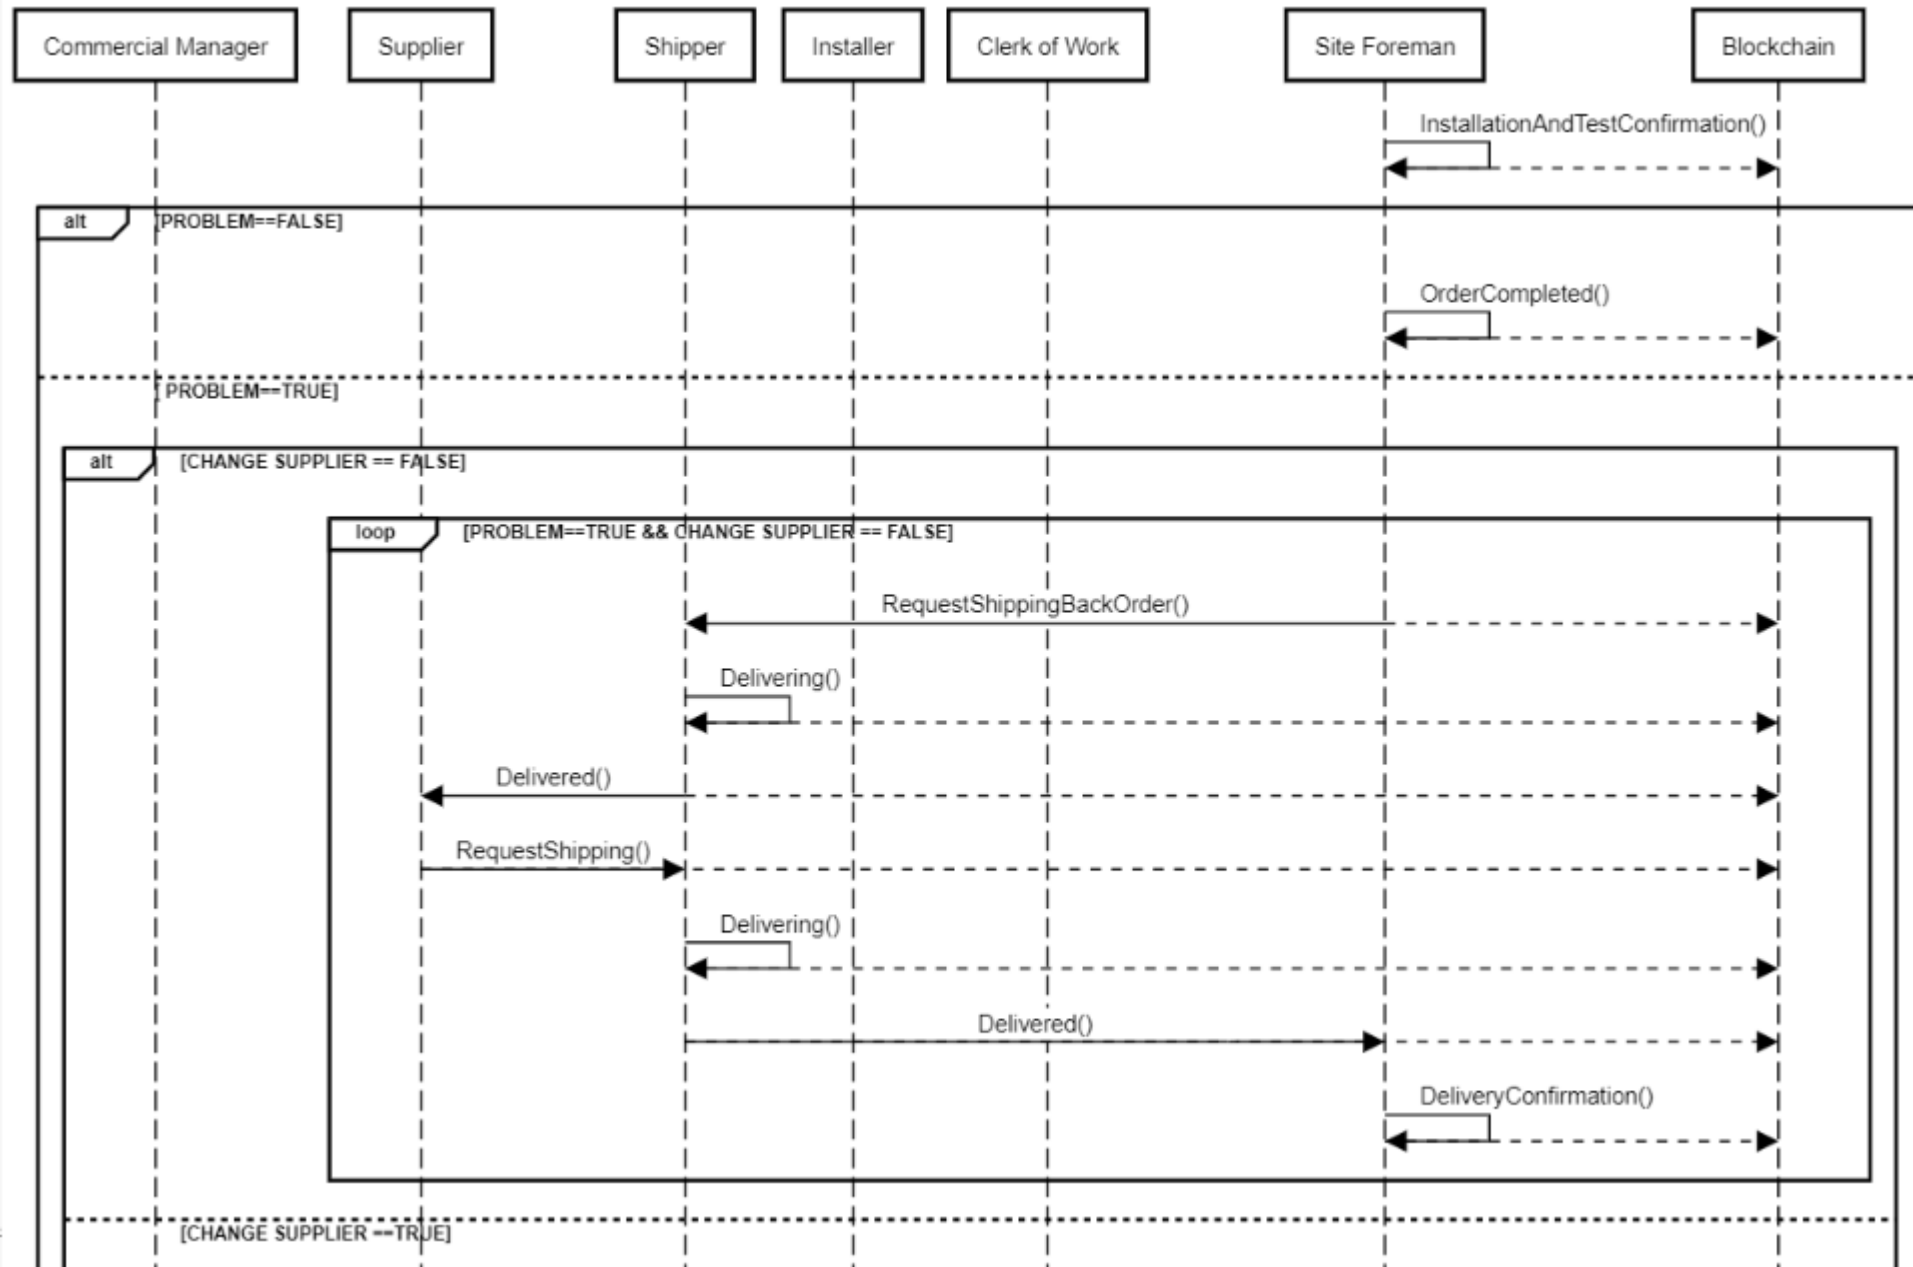 Commercial Manager
Supplier
Shipper
Installer
Clerk of Work
Site Foreman
Blockchain
InstallationAndTestConfirmation()
alt
[PROBLEM==FALSE]
OrderCompleted()
[ PROBLEM==TRUE]
alt
[CHANGE SUPPLIER == FALSE]
loop
[PROBLEM==TRUE && CHANGE SUPPLIER == FALSE]
RequestShippingBackOrder()
Delivering()
Delivered()
RequestShipping()
Delivering()
Delivered()
DeliveryConfirmation()
[CHANGE SUPPLIER ==TRUE]